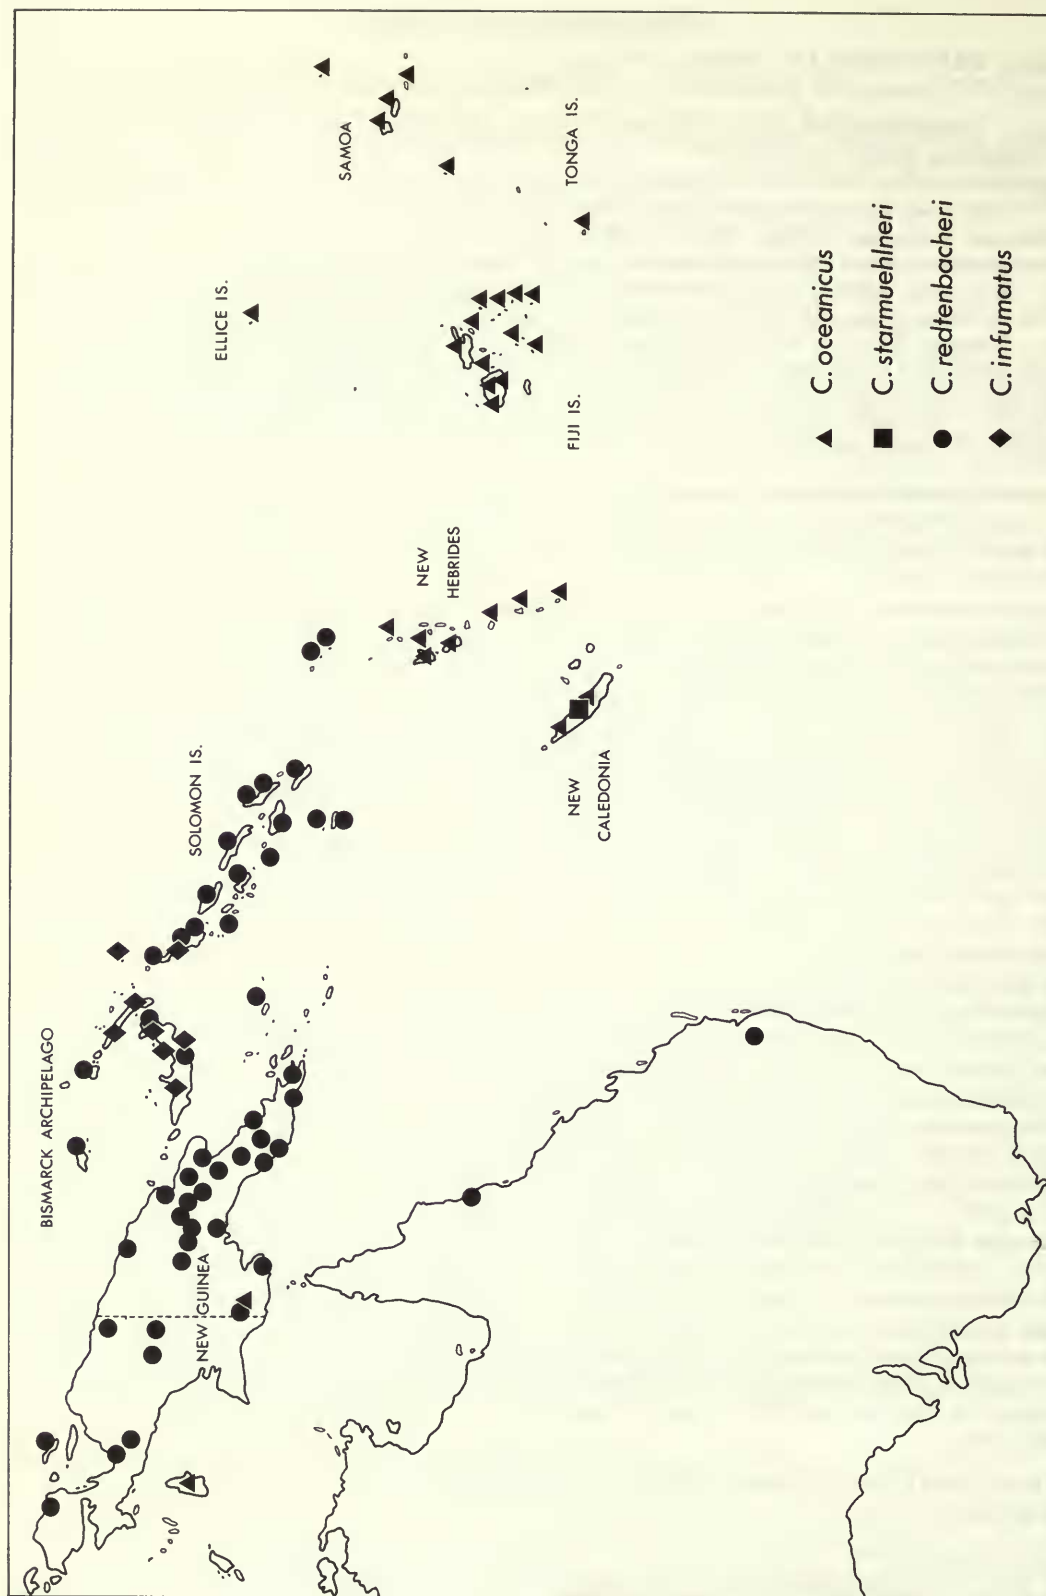 BISMARCK ARCHIPELAGO
SOLOMON IS.
ELLICE IS.
SAMOA
NEW GUINEA
NEW
HEBRIDES
FIJI IS.
TONGA IS.
NEW
CALEDONIA
C. oceanicus
C. starmuehlneri
C. redtenbacheri
C. infumatus